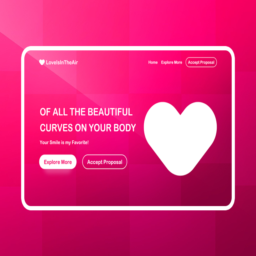 LoveIsInTheAir
Home Explore More Accept Proposal
OF ALL THE BEAUTIFUL
CURVES ON YOUR BODY
Your Smile is my Favorite!
Explore More Accept Proposal